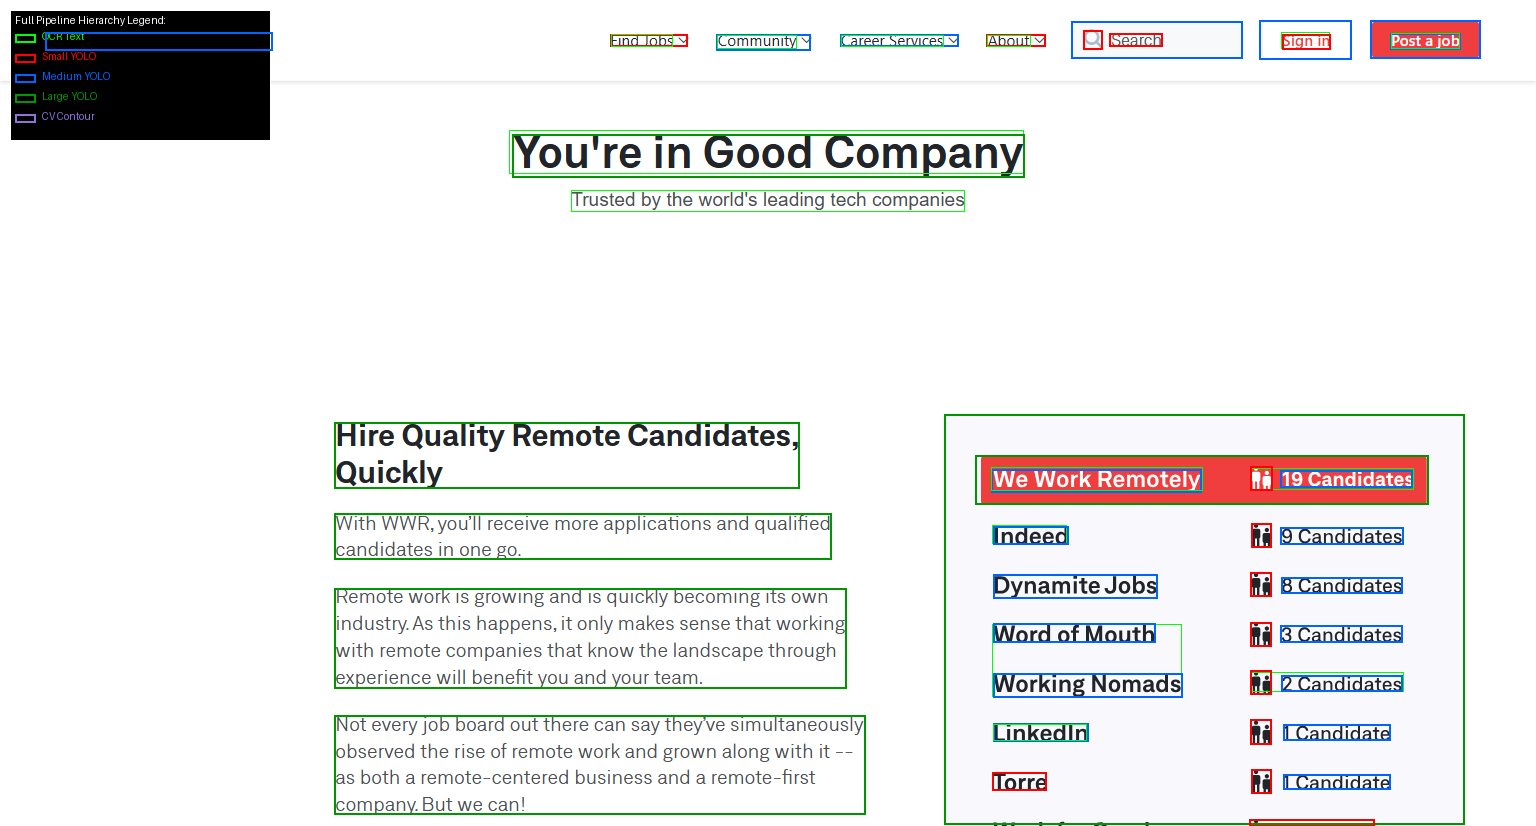 Full Pipeline Hierarchy Legend:
OCR Text
Small YOLO
Medium YOLO
Large YOLO
CV Contour
Find Jobs
Community
Career Services
About
Search
Sign in
Post a job
You're in Good Company
Trusted by the world's leading tech companies
Hire Quality Remote Candidates,
Quickly
With WWR, you’ll receive more applications and qualified
candidates in one go.
Remote work is growing and is quickly becoming its own
industry. As this happens, it only makes sense that working
with remote companies that know the landscape through
experience will benefit you and your team.
Not every job board out there can say they’ve simultaneously
observed the rise of remote work and grown along with it --
as both a remote-centered business and a remote-first
company. But we can!
We Work Remotely 19 Candidates
Indeed 9 Candidates
Dynamite Jobs 8 Candidates
Word of Mouth 3 Candidates
Working Nomads 2 Candidates
LinkedIn 1 Candidate
Torre 1 Candidate